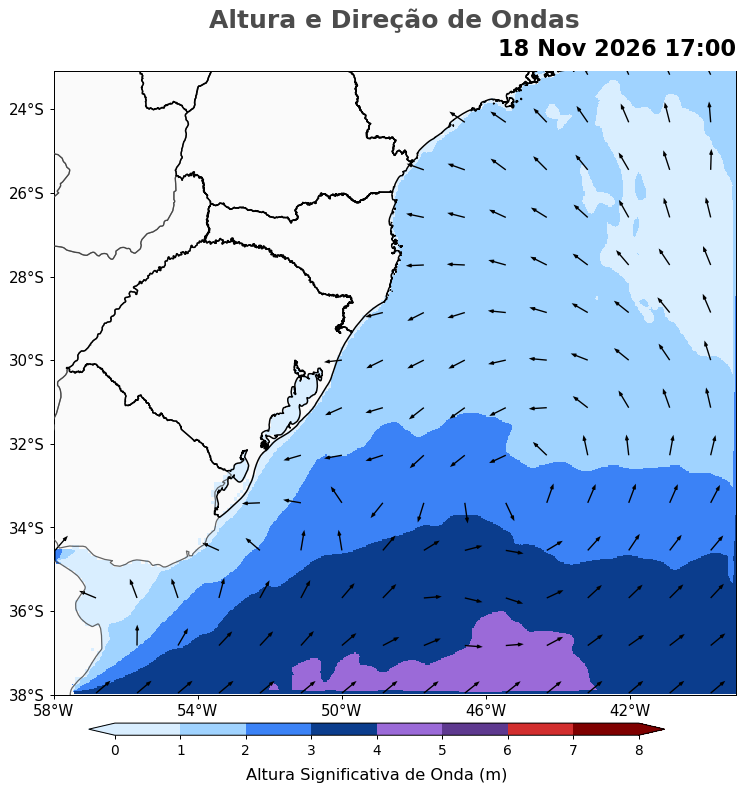 Altura e Direção de Ondas
18 Nov 2026 17:00
24°S
26°S
28°S
30°S
32°S
34°S
36°S
38°S
58°W 54°W 50°W 46°W 42°W
0 1 2 3 4 5 6 7 8
Altura Significativa de Onda (m)